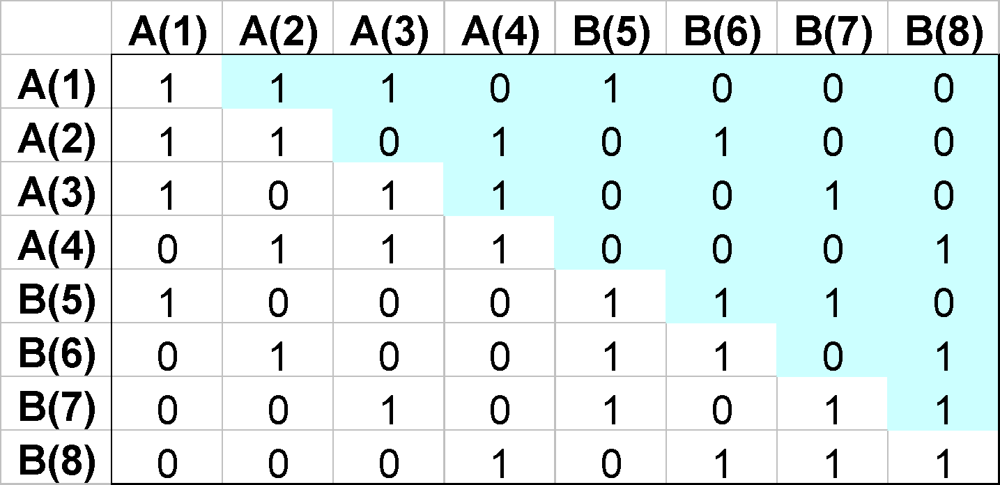 A(1) A(2) A(3) A(4) B(5) B(6) B(7) B(8)
A(1) 1 1 1 0 1 0 0 0
A(2) 1 1 0 1 0 1 0 0
A(3) 1 0 1 1 0 0 1 0
A(4) 0 1 1 1 0 0 0 1
B(5) 1 0 0 0 1 1 1 0
B(6) 0 1 0 0 1 1 0 1
B(7) 0 0 1 0 1 0 1 1
B(8) 0 0 0 1 0 1 1 1